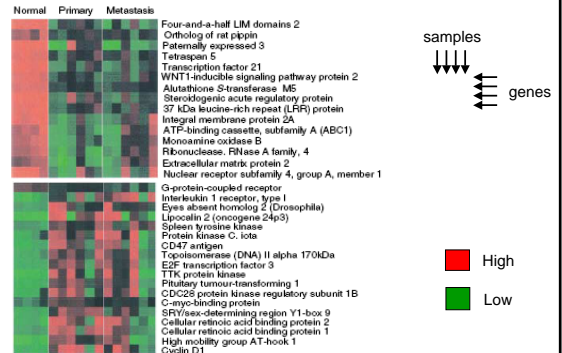 Normal Primary Metastasis
Four-and-a-half LIM domains 2
Ortholog of rat pippin
Paternally expressed 3
Tetraspan 5
Transcription factor 21
WNT1-inducible signaling pathway protein 2
Alutathione S-transferase M5
Steroidogenic acute regulatory protein
37 kDa leucine-rich repeat (LRR) protein
Integral membrane protein 2A
ATP-binding cassette, subfamily A (ABC1)
Monoamine oxidase B
Ribonuclease. RNase A family, 4
Extracellular matrix protein 2
Nuclear receptor subfamily 4, group A, member 1
G-protein-coupled receptor
Interleukin 1 receptor, type I
Eyes absent homolog 2 (Drosophila)
Lipocalin 2 (oncogene 24p3)
Spleen tyrosine kinase
Protein kinase C. iota
CD47 antigen
Topoisomerase (DNA) II alpha 170kDa
E2F transcription factor 3
TTK protein kinase
Pituitary tumour-transforming 1
CDC28 protein kinase regulatory subunit 1B
C-myc-binding protein
SRY/sex-determining region Y1-box 9
Cellular retinoic acid binding protein 2
Cellular retinoic acid binding protein 1
High mobility group AT-hook 1
Cyclin D1
samples
genes
High
Low